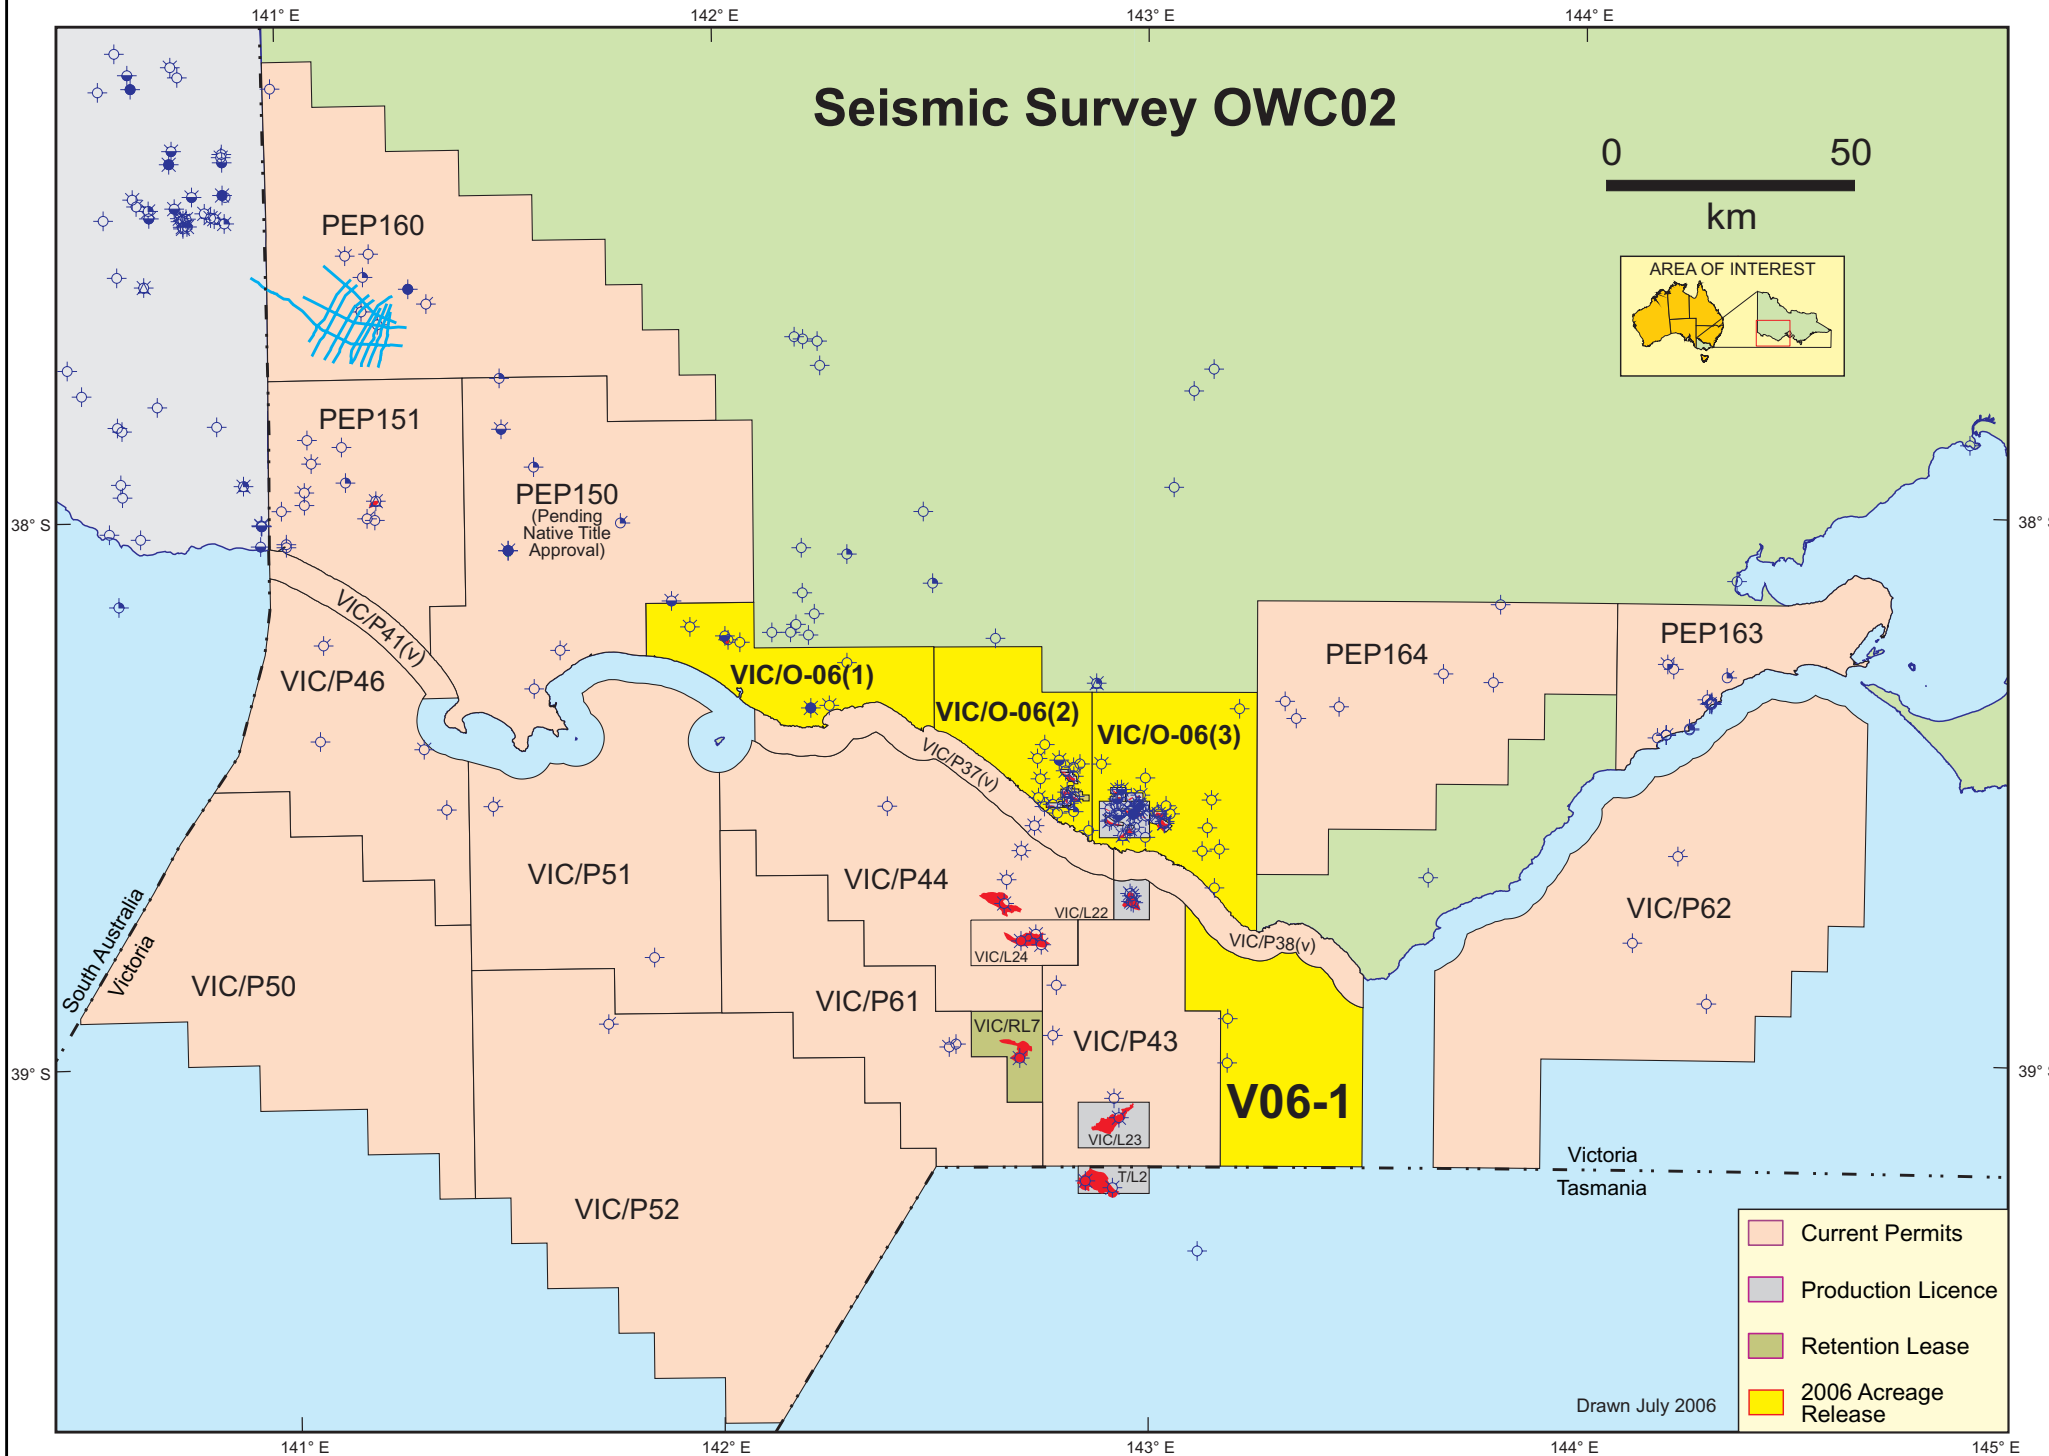 141° E
142° E
143° E
144° E
Seismic Survey OWC02
0
50
km
AREA OF INTEREST
PEP160
PEP151
PEP150
(Pending
Native Title
Approval)
38° S
38° S
VIC/P41(v)
VIC/P46
VIC/O-06(1)
VIC/O-06(2)
VIC/O-06(3)
VIC/P37(v)
PEP164
PEP163
VIC/P51
VIC/P44
VIC/L22
VIC/P62
VIC/P38(v)
VIC/L24
South Australia
Victoria
VIC/P50
VIC/P61
VIC/RL7
VIC/P43
39° S
39° S
V06-1
VIC/L23
T/L2
Victoria
Tasmania
VIC/P52
Current Permits
Production Licence
Retention Lease
2006 Acreage
Release
Drawn July 2006
141° E
142° E
143° E
144° E
145° E